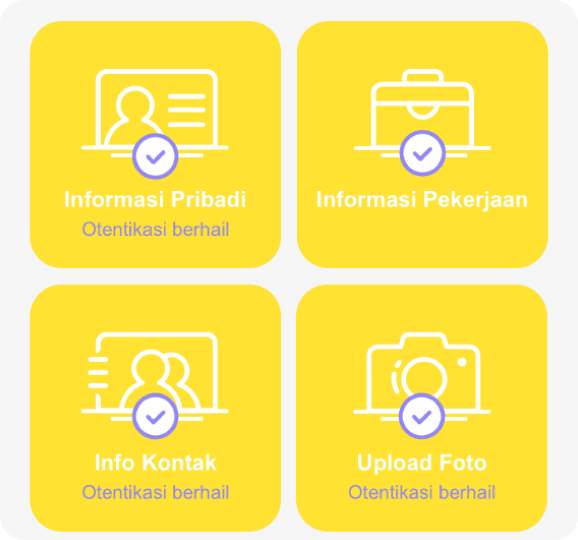 Informasi Pribadi
Otentikasi berhail
Informasi Pekerjaan
Info Kontak
Otentikasi berhail
Upload Foto
Otentikasi berhail